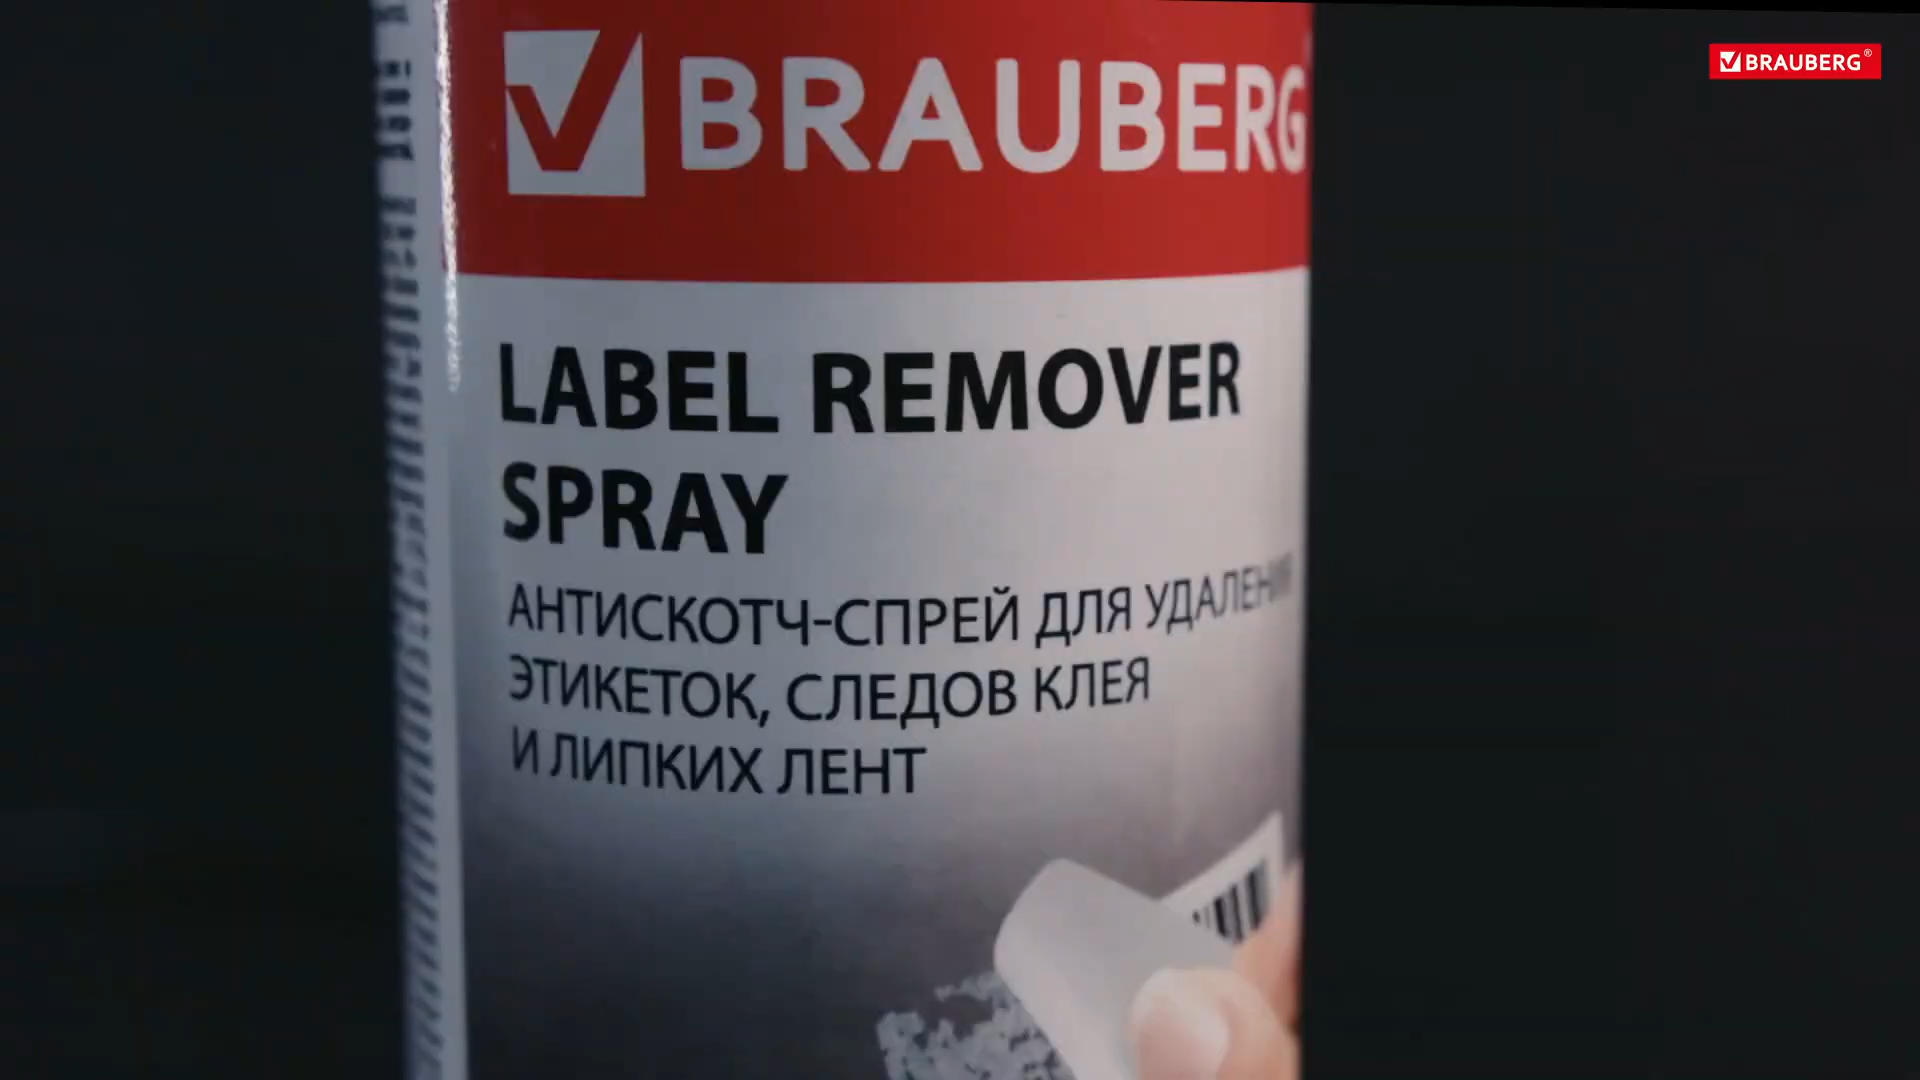 BRAUBERG
BRAUBERG®
LABEL REMOVER
SPRAY
АНТИСКОТЧ-СПРЕЙ ДЛЯ
ЭТИКЕТОК, СЛЕДОВ КЛЕЯ
И ЛИПКИХ ЛЕНТ